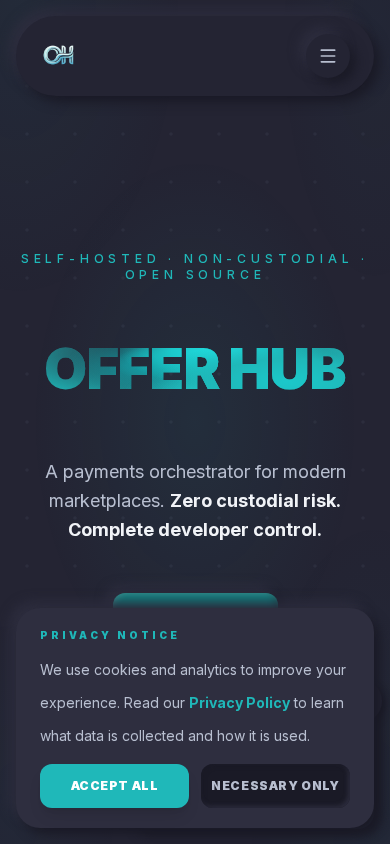 OH
SELF-HOSTED · NON-CUSTODIAL ·
OPEN SOURCE
OFFER HUB
A payments orchestrator for modern
marketplaces. Zero custodial risk.
Complete developer control.
PRIVACY NOTICE
We use cookies and analytics to improve your
experience. Read our Privacy Policy to learn
what data is collected and how it is used.
ACCEPT ALL
NECESSARY ONLY